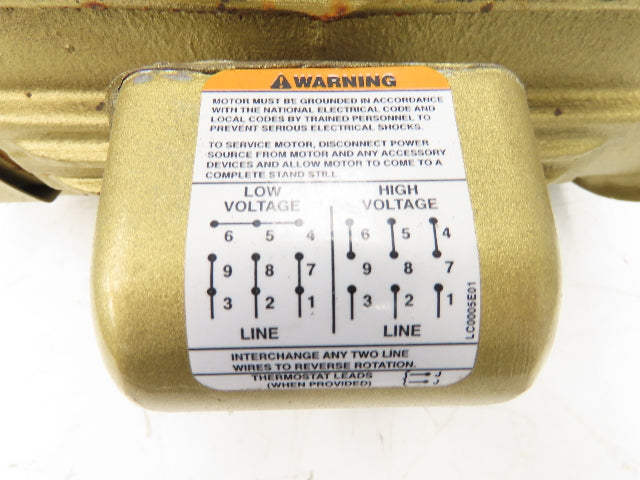 ⚠WARNING
MOTOR MUST BE GROUNDED IN ACCORDANCE
WITH THE NATIONAL ELECTRICAL CODE AND
LOCAL CODES BY TRAINED PERSONNEL TO
PREVENT SERIOUS ELECTRICAL SHOCKS.
TO SERVICE MOTOR, DISCONNECT POWER
SOURCE FROM MOTOR AND ANY ACCESSORY
DEVICES AND ALLOW MOTOR TO COME TO A
COMPLETE STAND STILL.
LOW
VOLTAGE
6 5 4
9 8 7
3 2 1
LINE
HIGH
VOLTAGE
6 5 4
9 8 7
3 2 1
LINE
LC0005E01
INTERCHANGE ANY TWO LINE
WIRES TO REVERSE ROTATION.
THERMOSTAT LEADS J
(WHEN PROVIDED) J